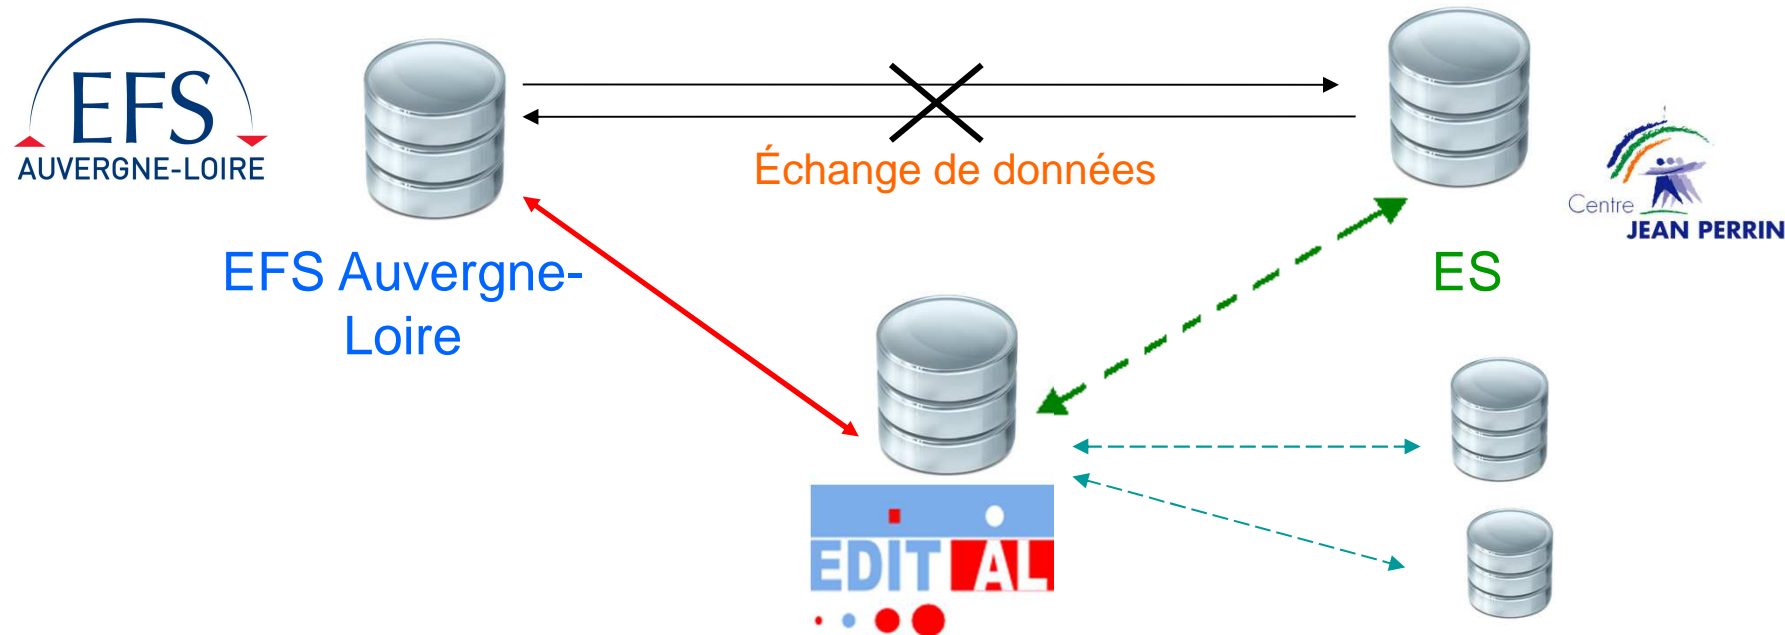 EFS
AUVERGNE-LOIRE
Échange de données
Centre
JEAN PERRIN
EFS Auvergne-
Loire
ES
EDIT AL